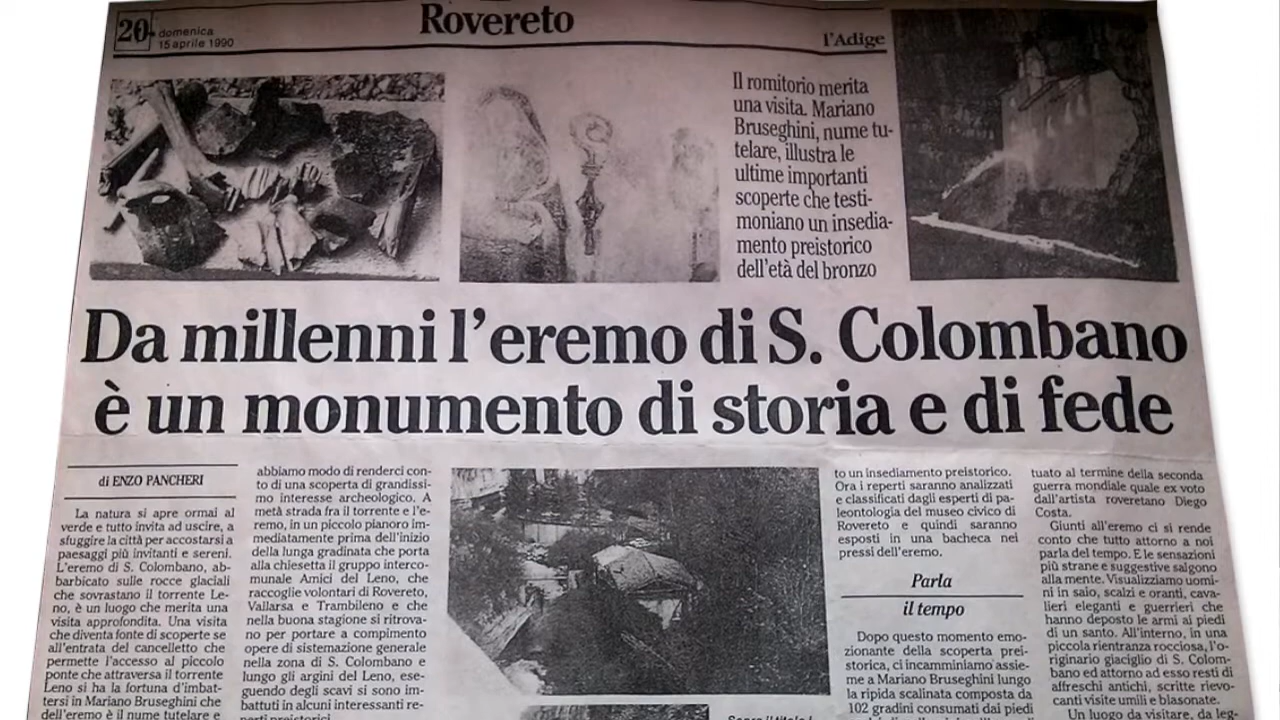 20
domenica
15 aprile 1990
Rovereto
l'Adige
Il romitorio merita
una visita. Mariano
Bruseghini, nume tu-
telare, illustra le
ultime importanti
scoperte che testi-
moniano un insedia-
mento preistorico
dell'età del bronzo
Da millenni l'eremo di S. Colombano
è un monumento di storia e di fede
di ENZO PANCHERI
La natura si apre ormai al
verde e tutto invita ad uscire, a
sfuggire la città per accostarsi a
paesaggi più invitanti e sereni.
L'eremo di S. Colombano, ab-
barbicato sulle rocce glaciali
che sovrastano il torrente Le-
no, è un luogo che merita una
visita approfondita. Una visita
che diventa fonte di scoperte se
all'entrata del cancelletto che
permette l'accesso al piccolo
ponte che attraversa il torrente
Leno si ha la fortuna d'imbat-
tersi in Mariano Bruseghini che
dell'eremo è il nume tutelare e
abbiamo modo di renderci con-
to di una scoperta di grandissi-
mo interesse archeologico. A
metà strada fra il torrente e l'e-
remo, in un piccolo pianoro im-
mediatamente prima dell'inizio
della lunga gradinata che porta
alla chiesetta il gruppo interco-
munale Amici del Leno, che
raccoglie volontari di Rovereto,
Vallarsa e Trambileno e che
nella buona stagione si ritrova-
no per portare a compimento
opere di sistemazione generale
nella zona di S. Colombano e
lungo gli argini del Leno, ese-
guendo degli scavi si sono im-
battuti in alcuni interessanti re-
perti preistorici
Sopra il titolo i
to un insediamento preistorico.
Ora i reperti saranno analizzati
e classificati dagli esperti di pa-
leontologia del museo civico di
Rovereto e quindi saranno
esposti in una bacheca nei
pressi dell'eremo.
Parla
il tempo
Dopo questo momento emo-
zionante della scoperta prei-
storica, ci incamminiamo assie-
me a Mariano Bruseghini lungo
la ripida scalinata composta da
102 gradini consumati dai piedi
tuato al termine della seconda
guerra mondiale quale ex voto
dall'artista roveretano Diego
Costa.
Giunti all'eremo ci si rende
conto che tutto attorno a noi
parla del tempo. E le sensazioni
più strane e suggestive salgono
alla mente. Visualizziamo uomi-
ni in saio, scalzi e oranti, cava-
lieri eleganti e guerrieri che
hanno deposto le armi ai piedi
di un santo. All'interno, in una
piccola rientranza rocciosa, l'o-
riginario giaciglio di S. Colom-
bano ed attorno ad esso resti di
affreschi antichi, scritte rievo-
canti visite umili e blasonate.
Un luogo da visitare, da leg-